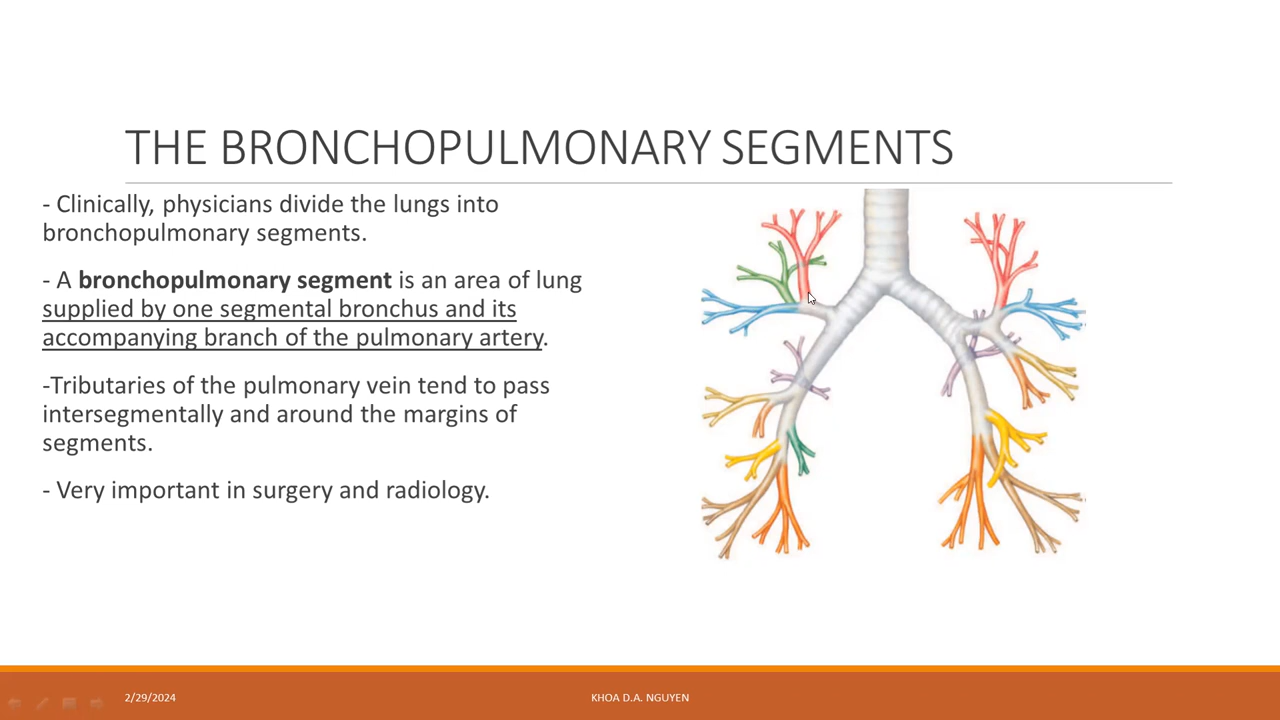 THE BRONCHOPULMONARY SEGMENTS
- Clinically, physicians divide the lungs into
bronchopulmonary segments.
- A bronchopulmonary segment is an area of lung
supplied by one segmental bronchus and its
accompanying branch of the pulmonary artery.
-Tributaries of the pulmonary vein tend to pass
intersegmentally and around the margins of
segments.
- Very important in surgery and radiology.
2/29/2024
KHOA D.A. NGUYEN